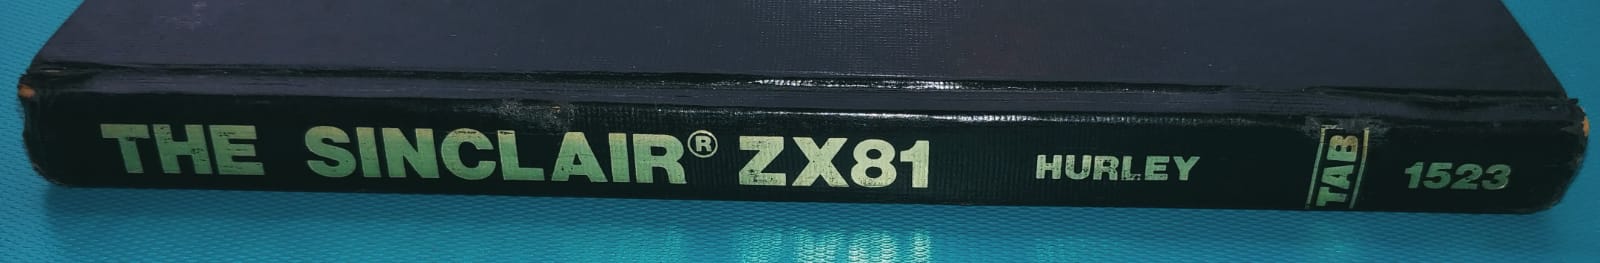 THE SINCLAIR® ZX81 HURLEY TAB 1523